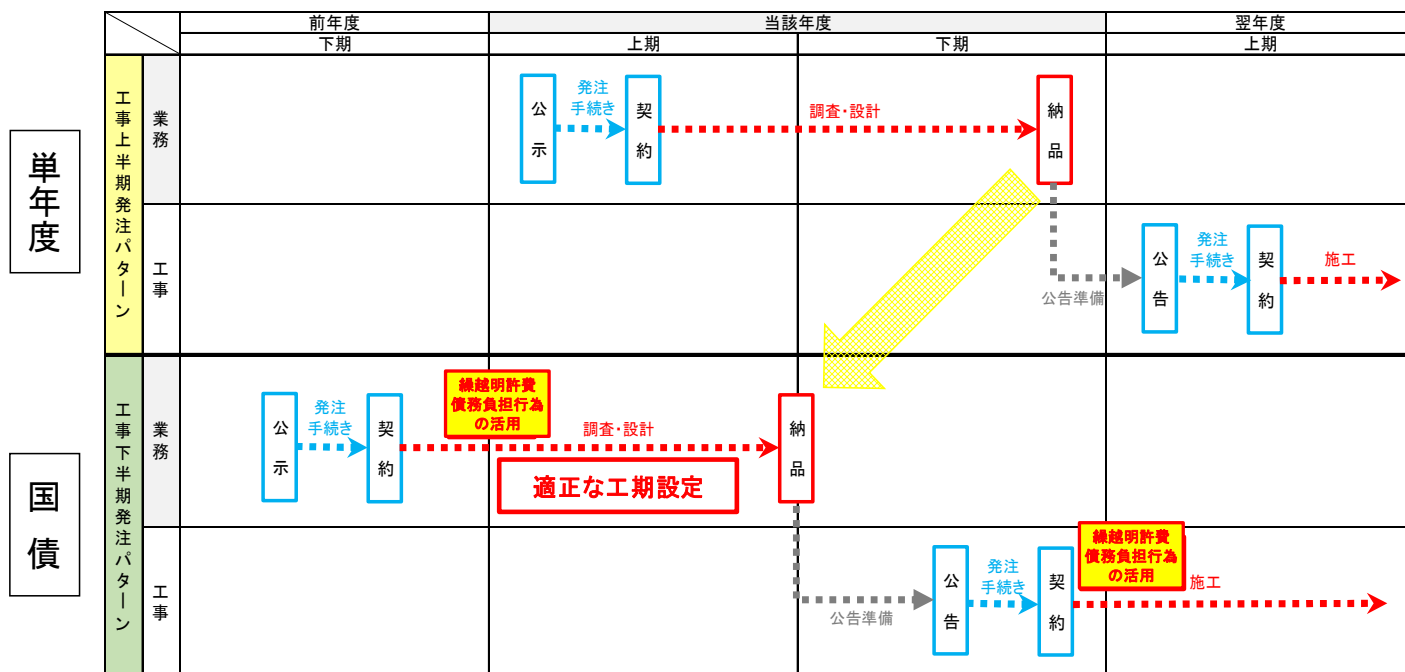 前年度
当該年度
翌年度
下期
上期
下期
上期
単年度
工事上半期発注パターン
業務
公示
発注
手続き
契約
調査・設計
納品
工事
公告準備
公告
発注
手続き
契約
施工
国債
工事下半期発注パターン
業務
公示
発注
手続き
契約
繰越明許費
債務負担行為
の活用
調査・設計
適正な工期設定
納品
工事
公告準備
公告
発注
手続き
契約
繰越明許費
債務負担行為
の活用
施工